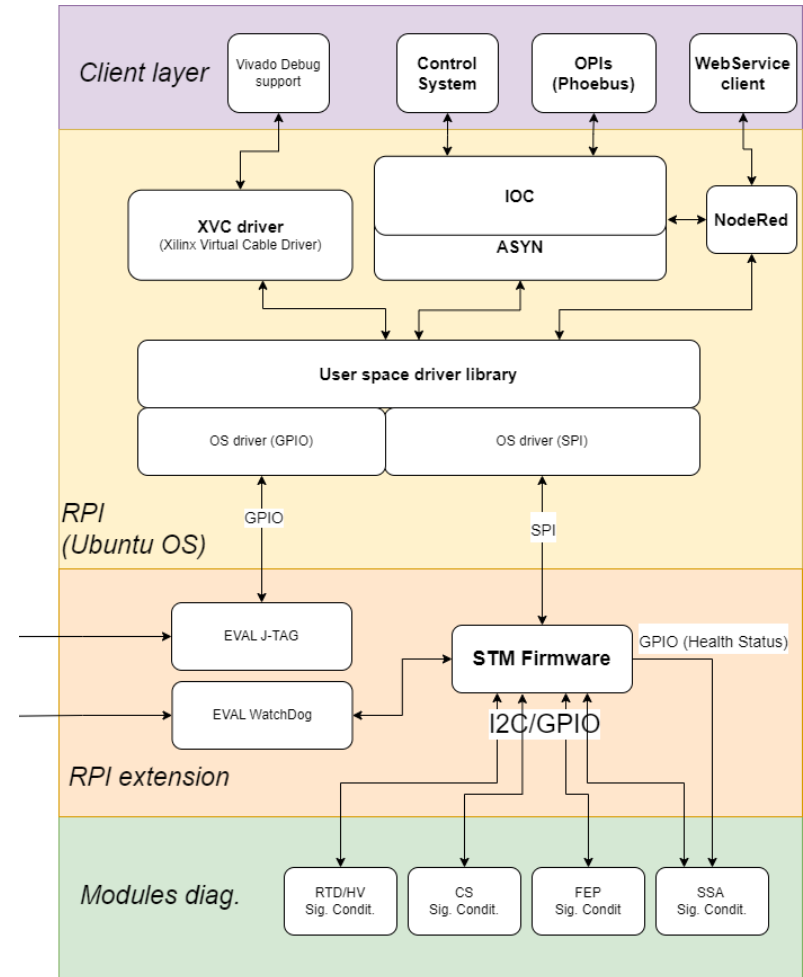 Client layer
Vivado Debug
support
Control
System
OPIs
(Phoebus)
WebService
client
XVC driver
(Xilinx Virtual Cable Driver)
IOC
ASYN
NodeRed
User space driver library
OS driver (GPIO)
OS driver (SPI)
GPIO
SPI
RPI
(Ubuntu OS)
EVAL J-TAG
STM Firmware
GPIO (Health Status)
EVAL WatchDog
I2C/GPIO
RPI extension
Modules diag.
RTD/HV
Sig. Condit.
CS
Sig. Condit.
FEP
Sig. Condit
SSA
Sig. Condit.